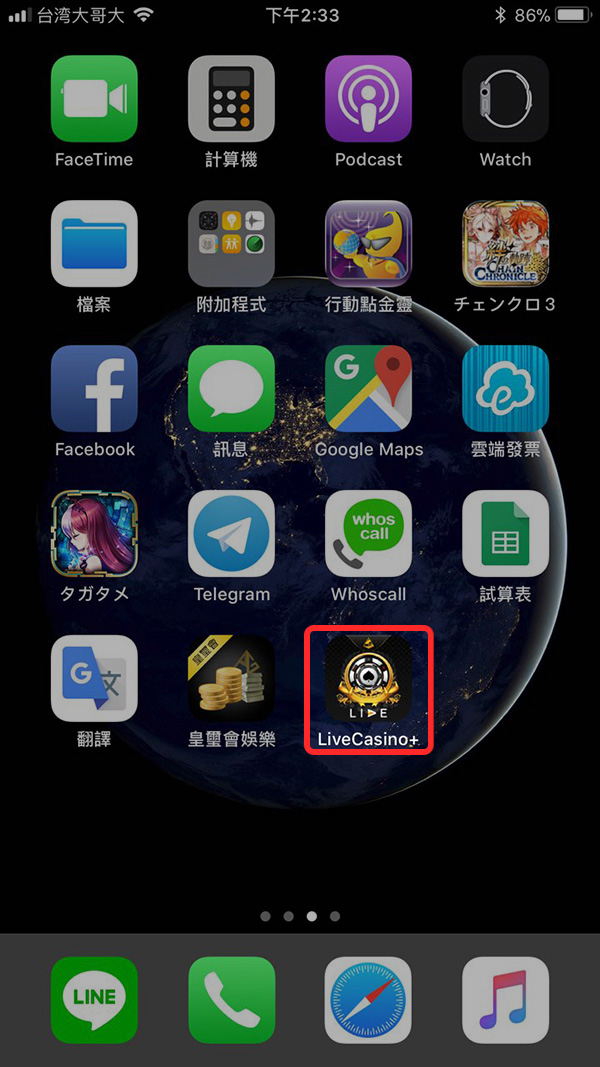 台湾大哥大 下午2:33 86%
FaceTime 計算機 Podcast Watch
檔案 附加程式 行動點金靈 チェンクロ3
CHAIN CHRONICLE
Facebook 訊息 Google Maps 雲端發票
whos call
タガタメ Telegram Whoscall 試算表
皇璽會
LIVE
翻譯 皇璽會娛樂 LiveCasino+
LINE